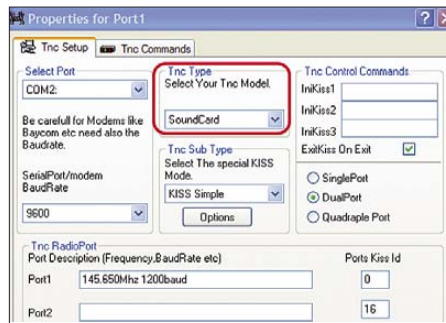 Properties for Port1
Tnc Setup
Tnc Commands
Select Port
COM2:
Be carefull for Modems like
Baycom etc need also the
Baudrate.
SerialPort/modem
BaudRate
9600
Tnc Type
Select Your Tnc Model.
SoundCard
Tnc Sub Type
Select The special KISS
Mode.
KISS Simple
Options
Tnc Control Commands
IniKiss1
IniKiss2
IniKiss3
ExitKiss On Exit
SinglePort
DualPort
Quadraple Port
Tnc RadioPort
Port Description (Frequency,BaudRate etc)
Ports Kiss Id
Port1
145.650Mhz 1200baud
0
Port2
16